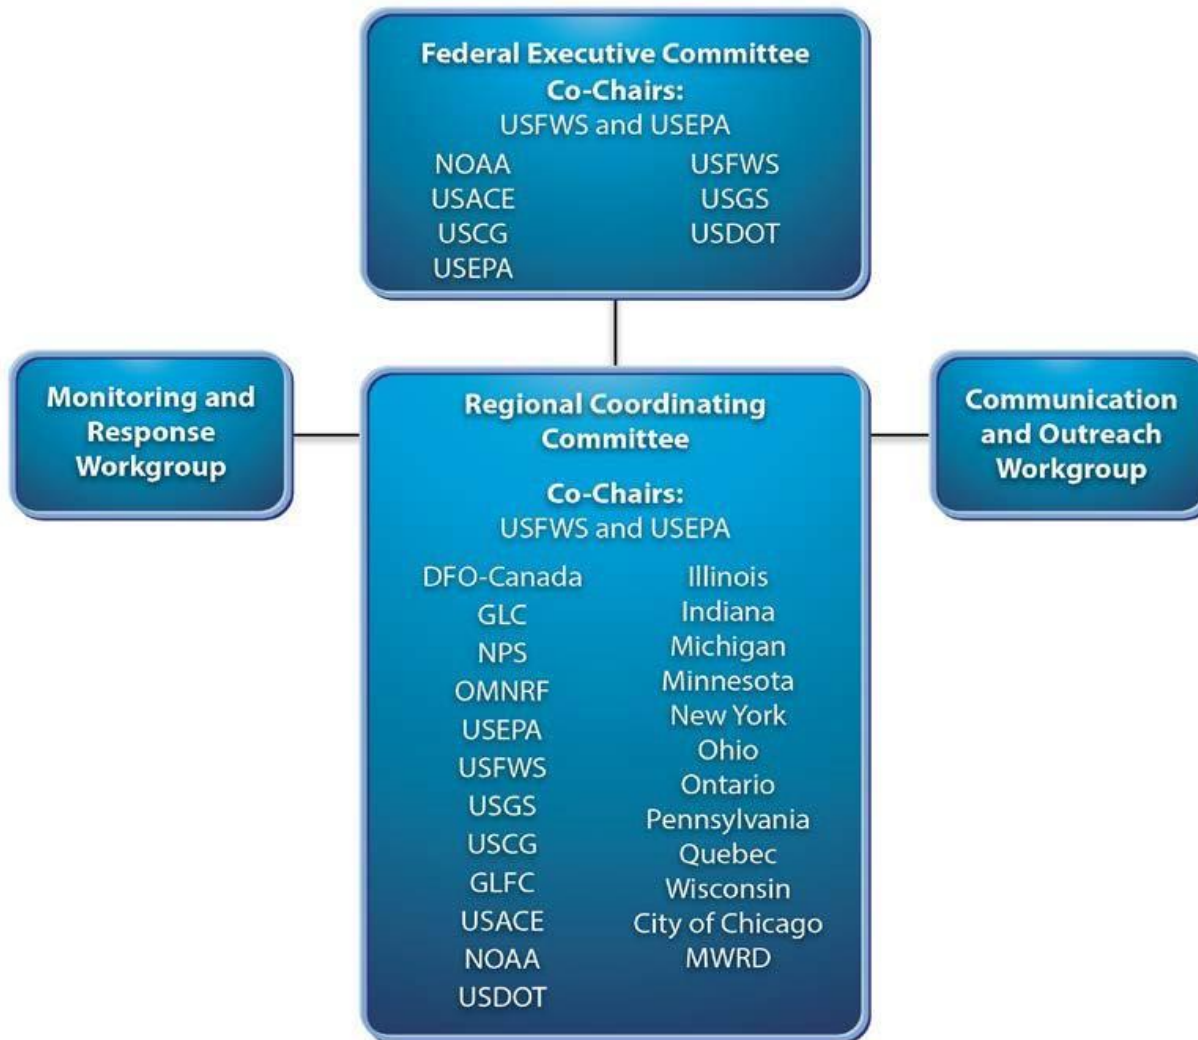 Federal Executive Committee
Co-Chairs:
USFWS and USEPA
NOAA
USACE
USCG
USEPA
USFWS
USGS
USDOT
Monitoring and
Response
Workgroup
Regional Coordinating
Committee
Co-Chairs:
USFWS and USEPA
DFO-Canada
GLC
NPS
OMNRF
USEPA
USFWS
USGS
USCG
GLFC
USACE
NOAA
USDOT
Illinois
Indiana
Michigan
Minnesota
New York
Ohio
Ontario
Pennsylvania
Quebec
Wisconsin
City of Chicago
MWRD
Communication
and Outreach
Workgroup